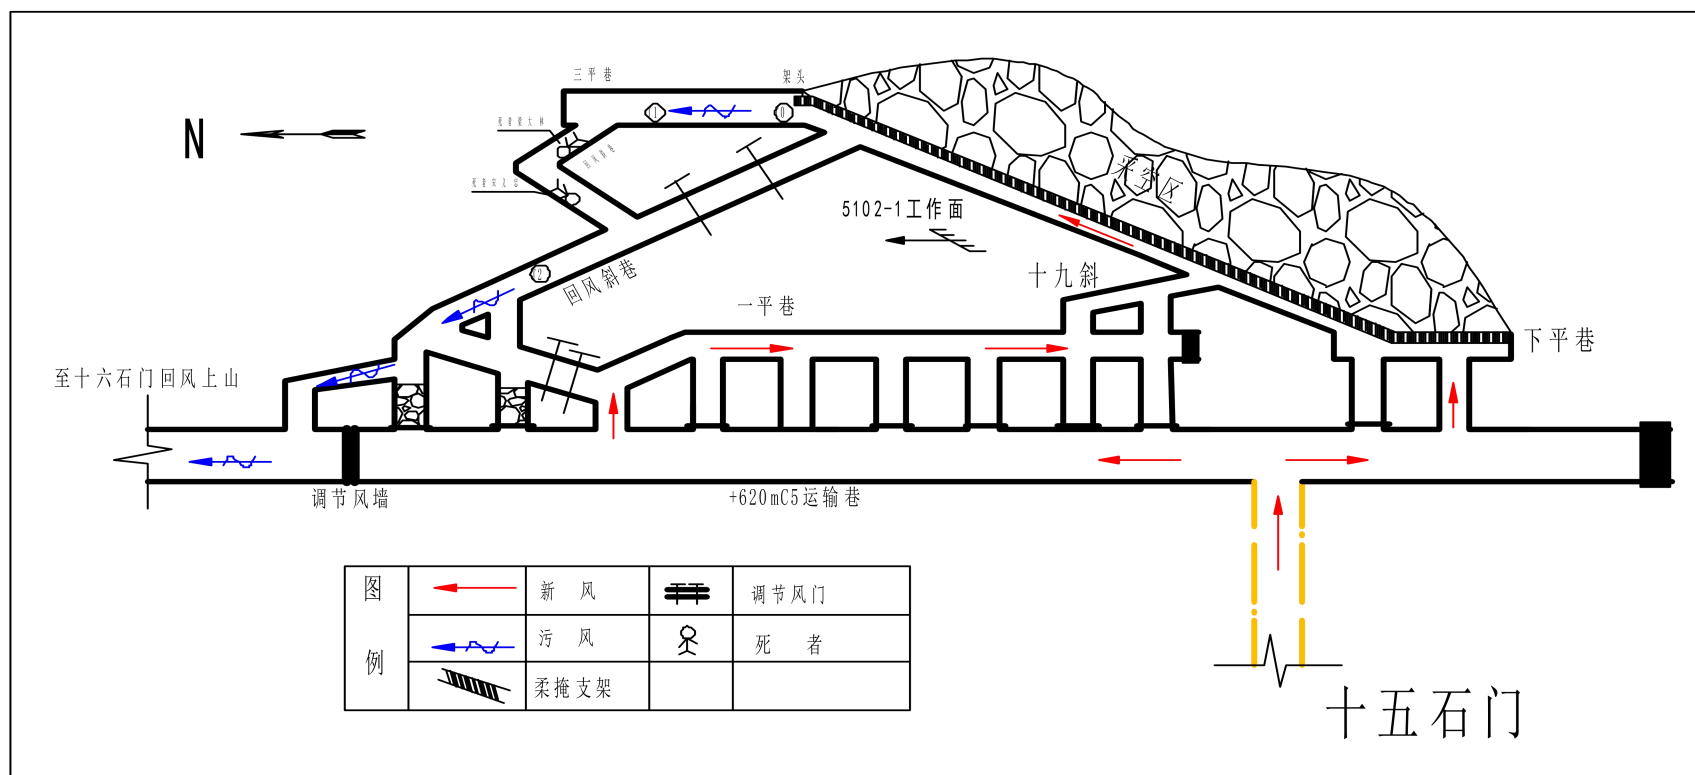 三平巷
架头
N
T1
T0
采空区
5102-1工作面
T2
回风斜巷
十九斜
一平巷
下平巷
至十六石门回风上山
调节风墙
+620mC5运输巷
图例
新 风
调节风门
污 风
死 者
柔掩支架
十五石门